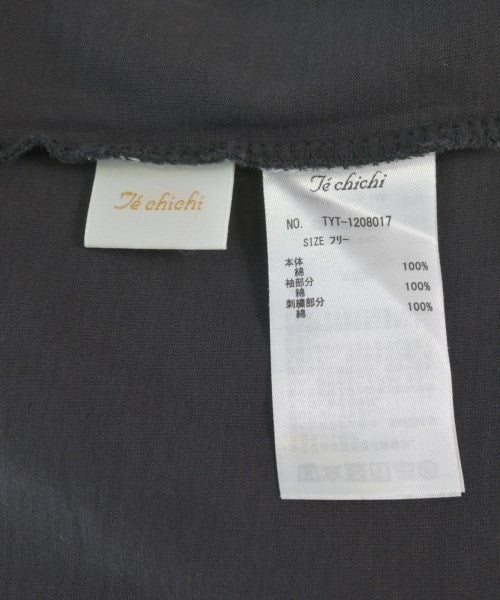 Té chichi
Té chichi
NO. TYT-1208017
SIZE フリー
本体
綿 100%
袖部分
綿 100%
刺繍部分
綿 100%